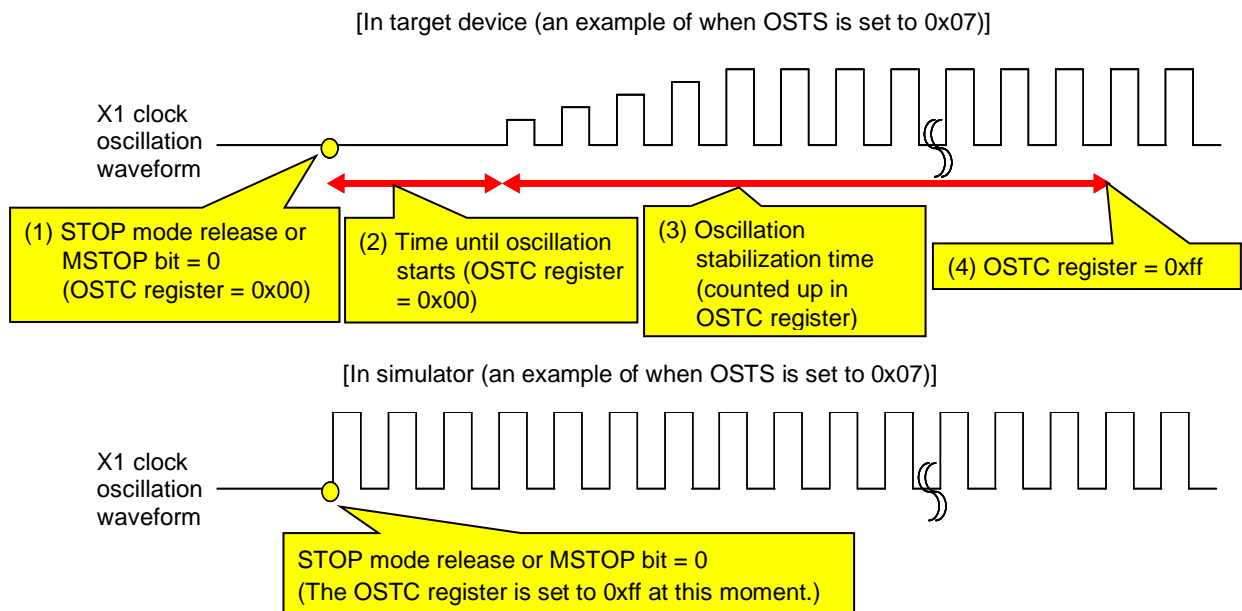 [In target device (an example of when OSTS is set to 0x07)]
X1 clock
oscillation
waveform
(1) STOP mode release or
MSTOP bit = 0
(OSTC register = 0x00)
(2) Time until oscillation
starts (OSTC register
= 0x00)
(3) Oscillation
stabilization time
(counted up in
OSTC register)
(4) OSTC register = 0xff
[In simulator (an example of when OSTS is set to 0x07)]
X1 clock
oscillation
waveform
STOP mode release or MSTOP bit = 0
(The OSTC register is set to 0xff at this moment.)